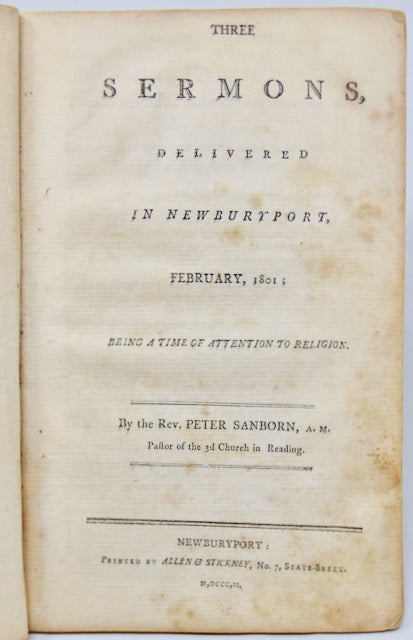 THREE
SERMONS,
DELIVERED
IN NEWBURYPORT,
FEBRUARY, 1801;
BEING A TIME OF ATTENTION TO RELIGION.
By the Rev. PETER SANBORN, A. M.
Paſtor of the 3d Church in Reading.
NEWBURYPORT:
PRINTED BY ALLEN & STICKNEY, No. 7, STATE-STREET.
M,DCCC,II.